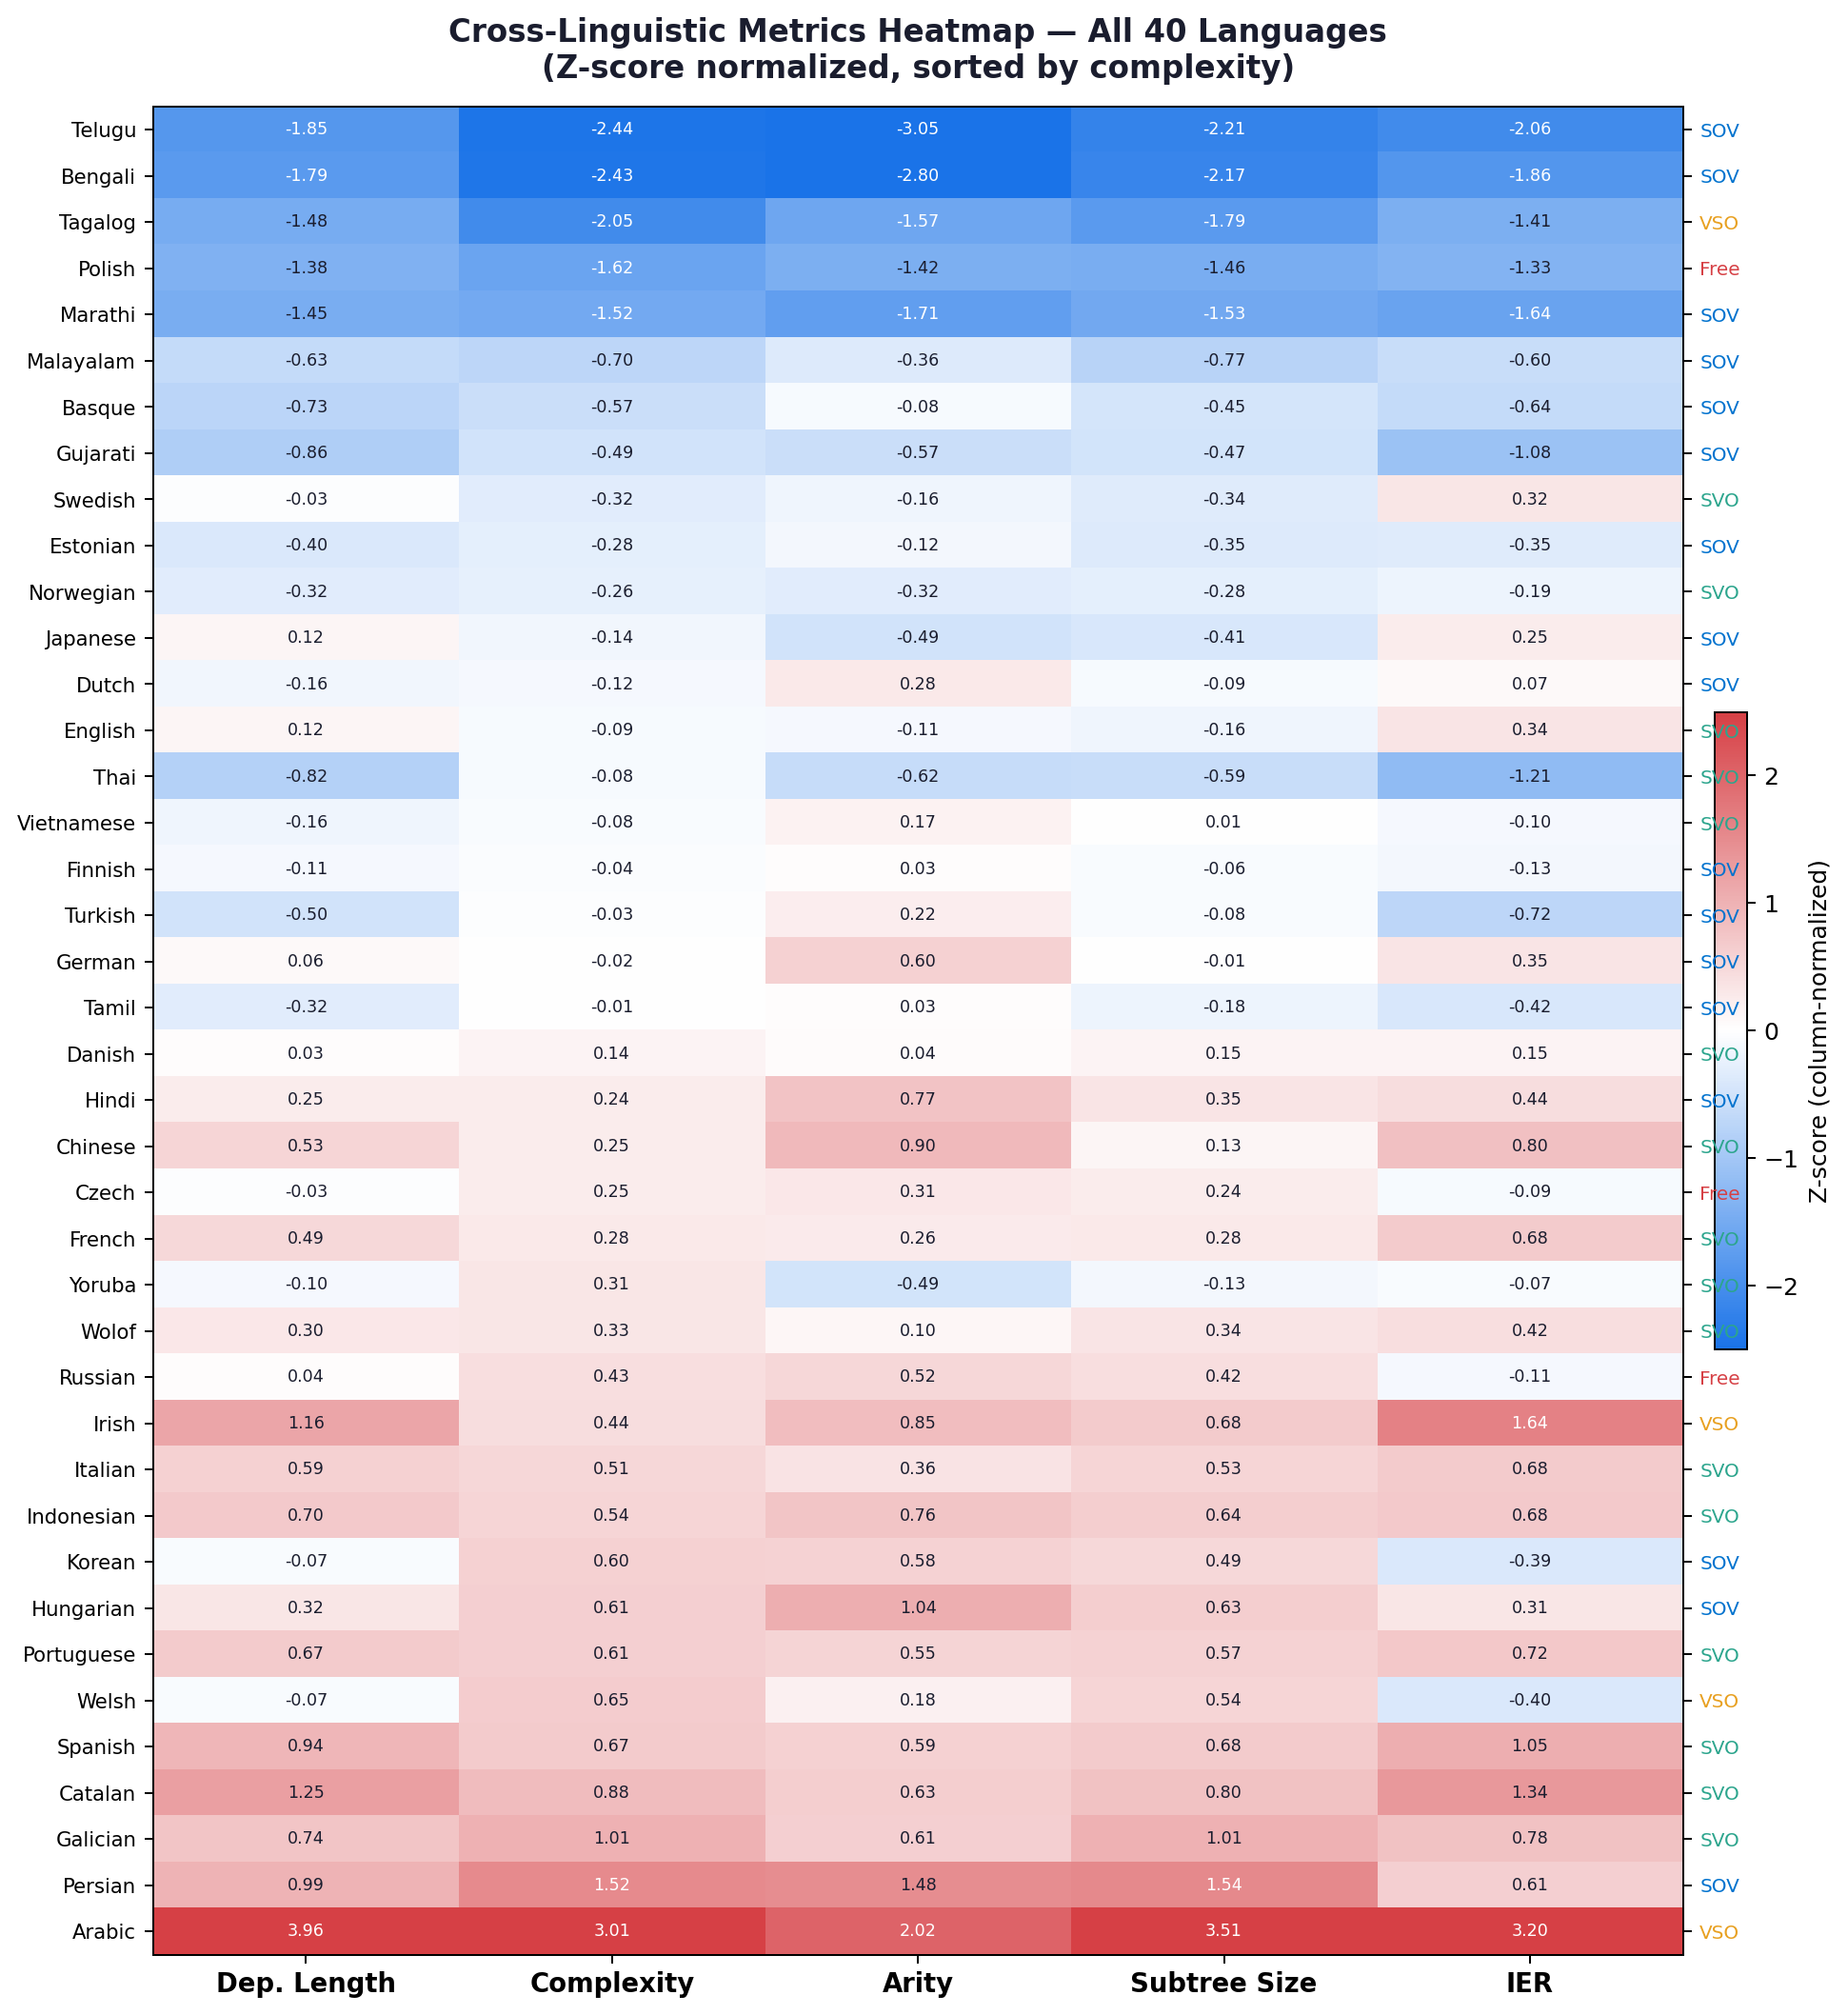 Cross-Linguistic Metrics Heatmap — All 40 Languages
(Z-score normalized, sorted by complexity)
Telugu -1.85 -2.44 -3.05 -2.21 -2.06 SOV
Bengali -1.79 -2.43 -2.80 -2.17 -1.86 SOV
Tagalog -1.48 -2.05 -1.57 -1.79 -1.41 VSO
Polish -1.38 -1.62 -1.42 -1.46 -1.33 Free
Marathi -1.45 -1.52 -1.71 -1.53 -1.64 SOV
Malayalam -0.63 -0.70 -0.36 -0.77 -0.60 SOV
Basque -0.73 -0.57 -0.08 -0.45 -0.64 SOV
Gujarati -0.86 -0.49 -0.57 -0.47 -1.08 SOV
Swedish -0.03 -0.32 -0.16 -0.34 0.32 SVO
Estonian -0.40 -0.28 -0.12 -0.35 -0.35 SOV
Norwegian -0.32 -0.26 -0.32 -0.28 -0.19 SVO
Japanese 0.12 -0.14 -0.49 -0.41 0.25 SOV
Dutch -0.16 -0.12 0.28 -0.09 0.07 SOV
English 0.12 -0.09 -0.11 -0.16 0.34 SVO
Thai -0.82 -0.08 -0.62 -0.59 -1.21 SVO
Vietnamese -0.16 -0.08 0.17 0.01 -0.10 SVO
Finnish -0.11 -0.04 0.03 -0.06 -0.13 SOV
Turkish -0.50 -0.03 0.22 -0.08 -0.72 SOV
German 0.06 -0.02 0.60 -0.01 0.35 SOV
Tamil -0.32 -0.01 0.03 -0.18 -0.42 SOV
Danish 0.03 0.14 0.04 0.15 0.15 SVO
Hindi 0.25 0.24 0.77 0.35 0.44 SOV
Chinese 0.53 0.25 0.90 0.13 0.80 SVO
Czech -0.03 0.25 0.31 0.24 -0.09 Free
French 0.49 0.28 0.26 0.28 0.68 SVO
Yoruba -0.10 0.31 -0.49 -0.13 -0.07 SVO
Wolof 0.30 0.33 0.10 0.34 0.42 SVO
Russian 0.04 0.43 0.52 0.42 -0.11 Free
Irish 1.16 0.44 0.85 0.68 1.64 VSO
Italian 0.59 0.51 0.36 0.53 0.68 SVO
Indonesian 0.70 0.54 0.76 0.64 0.68 SVO
Korean -0.07 0.60 0.58 0.49 -0.39 SOV
Hungarian 0.32 0.61 1.04 0.63 0.31 SOV
Portuguese 0.67 0.61 0.55 0.57 0.72 SVO
Welsh -0.07 0.65 0.18 0.54 -0.40 VSO
Spanish 0.94 0.67 0.59 0.68 1.05 SVO
Catalan 1.25 0.88 0.63 0.80 1.34 SVO
Galician 0.74 1.01 0.61 1.01 0.78 SVO
Persian 0.99 1.52 1.48 1.54 0.61 SOV
Arabic 3.96 3.01 2.02 3.51 3.20 VSO
Dep. Length Complexity Arity Subtree Size IER
2
1
0
−1
−2
Z-score (column-normalized)